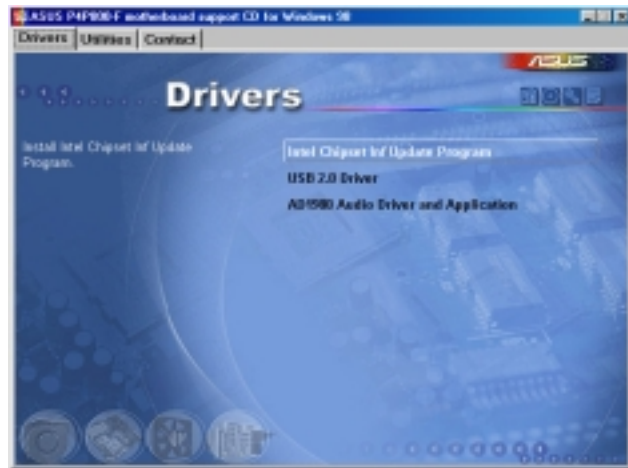 ASUS P4P800-F motherboard support CD for Windows 98
Drivers Utilities Contact
ASUS
Drivers
Install Intel Chipset Inf Update
Program.
Intel Chipset Inf Update Program
USB 2.0 Driver
AD1980 Audio Driver and Application